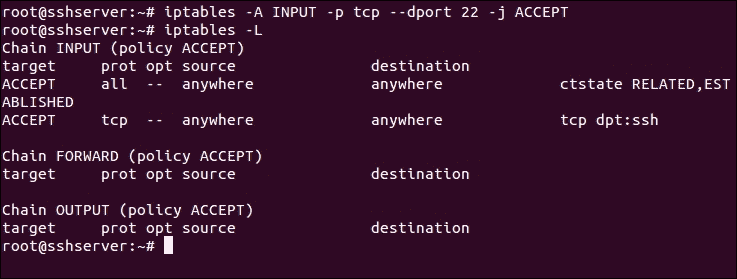 root@sshserver:~# iptables -A INPUT -p tcp --dport 22 -j ACCEPT
root@sshserver:~# iptables -L
Chain INPUT (policy ACCEPT)
target     prot opt source               destination
ACCEPT     all  --  anywhere             anywhere             ctstate RELATED,EST
ABLISHED
ACCEPT     tcp  --  anywhere             anywhere             tcp dpt:ssh
Chain FORWARD (policy ACCEPT)
target     prot opt source               destination
Chain OUTPUT (policy ACCEPT)
target     prot opt source               destination
root@sshserver:~#